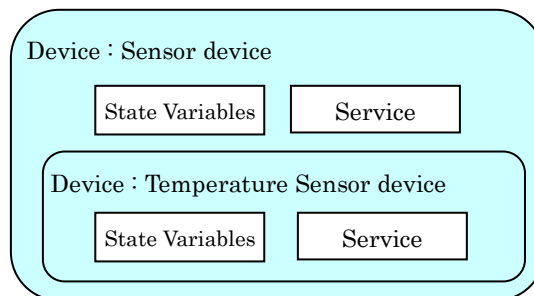 Device : Sensor device
State Variables
Service
Device : Temperature Sensor device
State Variables
Service